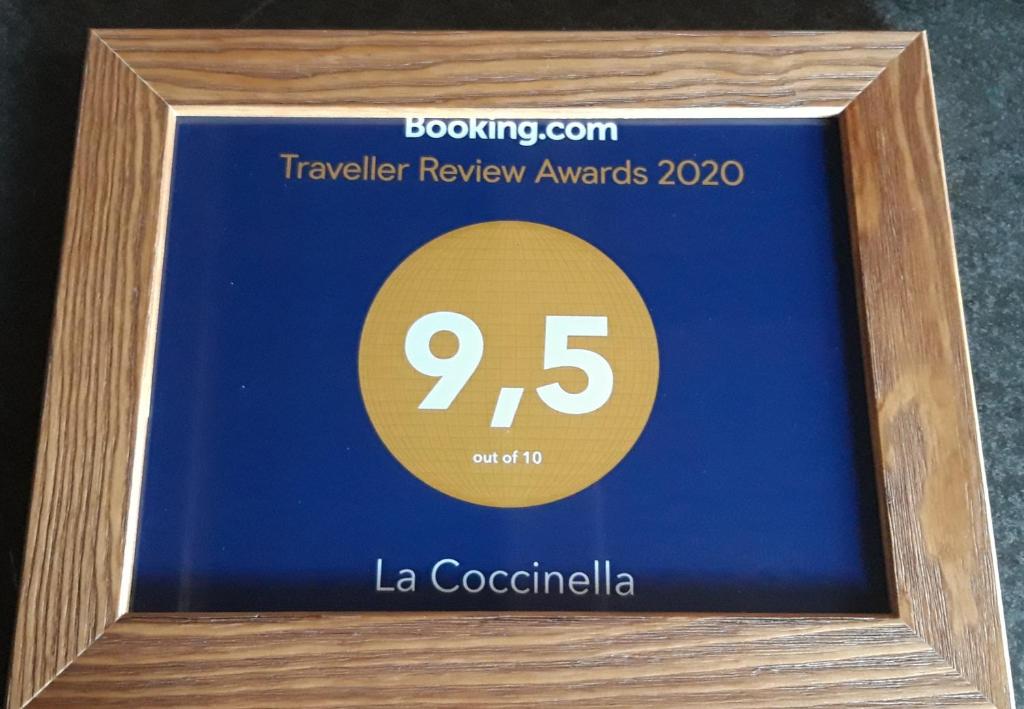 Booking.com
Traveller Review Awards 2020
9,5
out of 10
La Coccinella